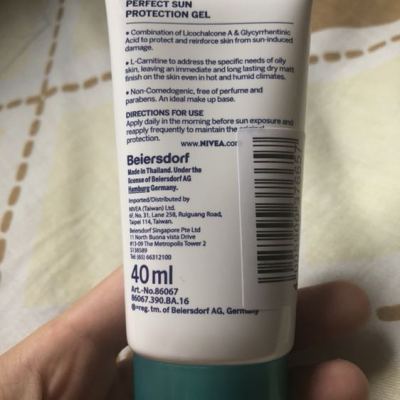 PERFECT SUN
PROTECTION GEL
• Combination of Licochalcone A & Glycyrrhentinic
Acid to protect and reinforce skin from sun-induced
damage.
• L-Carnitine to address the specific needs of oily
skin, leaving an immediate and long lasting dry matt
finish on the skin even in hot and humid climates.
• Non-Comedogenic, free of perfume and
parabens. An ideal make up base.
DIRECTIONS FOR USE
Apply daily in the morning before sun exposure and
reapply frequently to maintain the original
protection.
www.NIVEA.com
Beiersdorf
Made in Thailand. Under the
license of Beiersdorf AG
Hamburg Germany.
Imported/Distributed by
NIVEA (Taiwan) Ltd.
6F, No. 31, Lane 258, Ruiguang Road,
Taipei 114, Taiwan.
Beiersdorf Singapore Pte Ltd
11 North Buona vista Drive
#13-09 The Metropolis Tower 2
S138589
Tel: (65) 66312100
40 ml
Art.-No.86067
86067.390.BA.16
®=reg. tm. of Beiersdorf AG, Germany